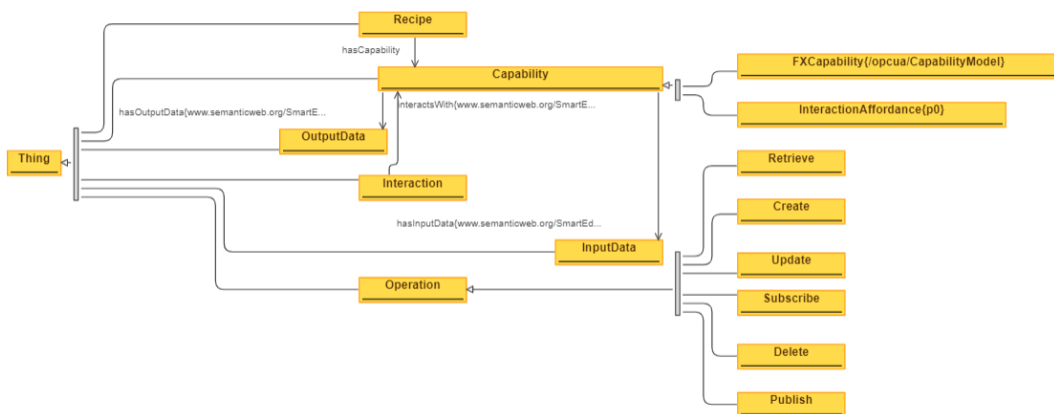 Recipe
hasCapability
FXCapability{/opcua/CapabilityModel}
Capability
interactsWith{www.semanticweb.org/SmartE...
InteractionAffordance{p0}
hasOutputData{www.semanticweb.org/SmartE...
OutputData
Thing
Retrieve
Interaction
Create
hasInputData{www.semanticweb.org/SmartEd...
InputData
Update
Operation
Subscribe
Delete
Publish